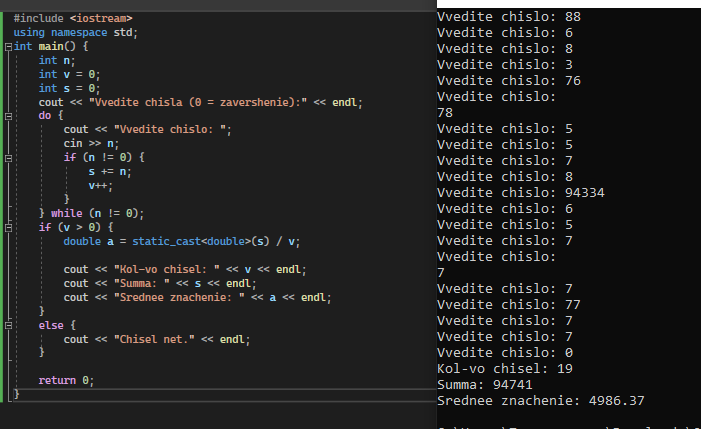 #include <iostream>
using namespace std;
int main() {
int n;
int v = 0;
int s = 0;
cout << "Vvedite chisla (0 = zavershenie):" << endl;
do {
cout << "Vvedite chislo: ";
cin >> n;
if (n != 0) {
s += n;
v++;
}
} while (n != 0);
if (v > 0) {
double a = static_cast<double>(s) / v;
cout << "Kol-vo chisel: " << v << endl;
cout << "Summa: " << s << endl;
cout << "Srednee znachenie: " << a << endl;
}
else {
cout << "Chisel net." << endl;
}
return 0;
}
Vvedite chislo: 88
Vvedite chislo: 6
Vvedite chislo: 8
Vvedite chislo: 3
Vvedite chislo: 76
Vvedite chislo:
78
Vvedite chislo: 5
Vvedite chislo: 5
Vvedite chislo: 7
Vvedite chislo: 8
Vvedite chislo: 94334
Vvedite chislo: 6
Vvedite chislo: 5
Vvedite chislo: 7
Vvedite chislo:
7
Vvedite chislo: 7
Vvedite chislo: 77
Vvedite chislo: 7
Vvedite chislo: 7
Vvedite chislo: 0
Kol-vo chisel: 19
Summa: 94741
Srednee znachenie: 4986.37